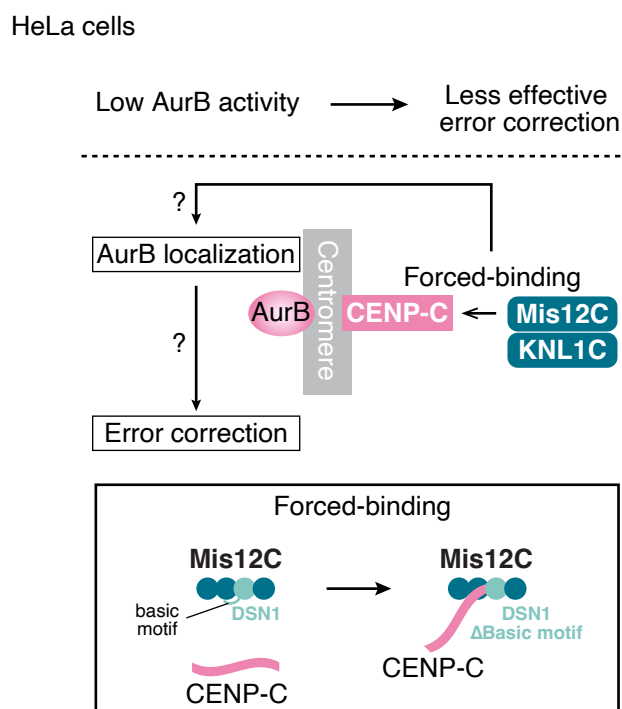 HeLa cells
Low AurB activity
Less effective
error correction
?
AurB localization
Centromere
Forced-binding
AurB
CENP-C
Mis12C
KNL1C
?
Error correction
Forced-binding
Mis12C
Mis12C
basic
motif
DSN1
DSN1
ΔBasic motif
CENP-C
CENP-C